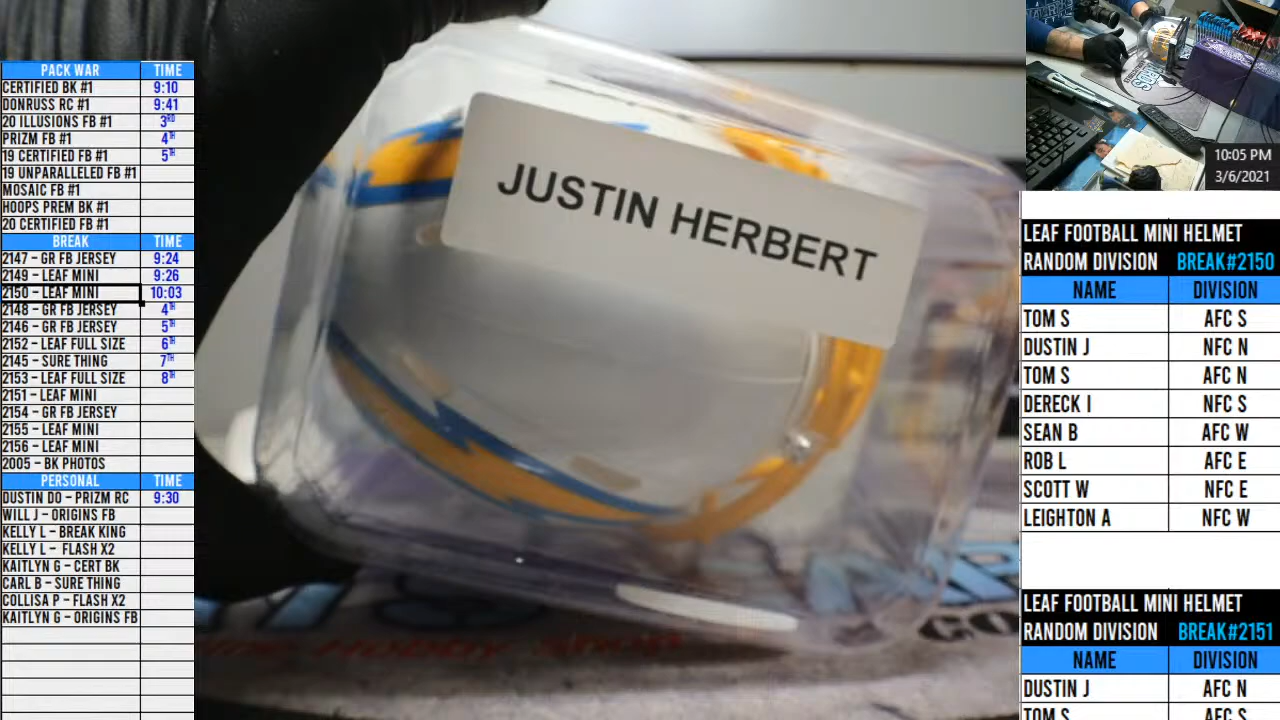 PACK WAR TIME
CERTIFIED BK #1 9:10
DONRUSS RC #1 9:41
20 ILLUSIONS FB #1 3RD
PRIZM FB #1 4TH
19 CERTIFIED FB #1 5TH
19 UNPARALLELED FB #1
MOSAIC FB #1
HOOPS PREM BK #1
20 CERTIFIED FB #1
BREAK TIME
2147 - GR FB JERSEY 9:24
2149 - LEAF MINI 9:26
2150 - LEAF MINI 10:03
2148 - GR FB JERSEY 4TH
2146 - GR FB JERSEY 5TH
2152 - LEAF FULL SIZE 6TH
2145 - SURE THING 7TH
2153 - LEAF FULL SIZE 8TH
2151 - LEAF MINI
2154 - GR FB JERSEY
2155 - LEAF MINI
2156 - LEAF MINI
2005 - BK PHOTOS
PERSONAL TIME
DUSTIN DO - PRIZM RC 9:30
WILL J - ORIGINS FB
KELLY L - BREAK KING
KELLY L - FLASH X2
KAITLYN G - CERT BK
CARL B - SURE THING
COLLISA P - FLASH X2
KAITLYN G - ORIGINS FB
JUSTIN HERBERT
Hobby Shop
CO
10:05 PM
3/6/2021
LEAF FOOTBALL MINI HELMET
RANDOM DIVISION BREAK#2150
NAME DIVISION
TOM S AFC S
DUSTIN J NFC N
TOM S AFC N
DERECK I NFC S
SEAN B AFC W
ROB L AFC E
SCOTT W NFC E
LEIGHTON A NFC W
LEAF FOOTBALL MINI HELMET
RANDOM DIVISION BREAK#2151
NAME DIVISION
DUSTIN J AFC N
TOM S AFC S